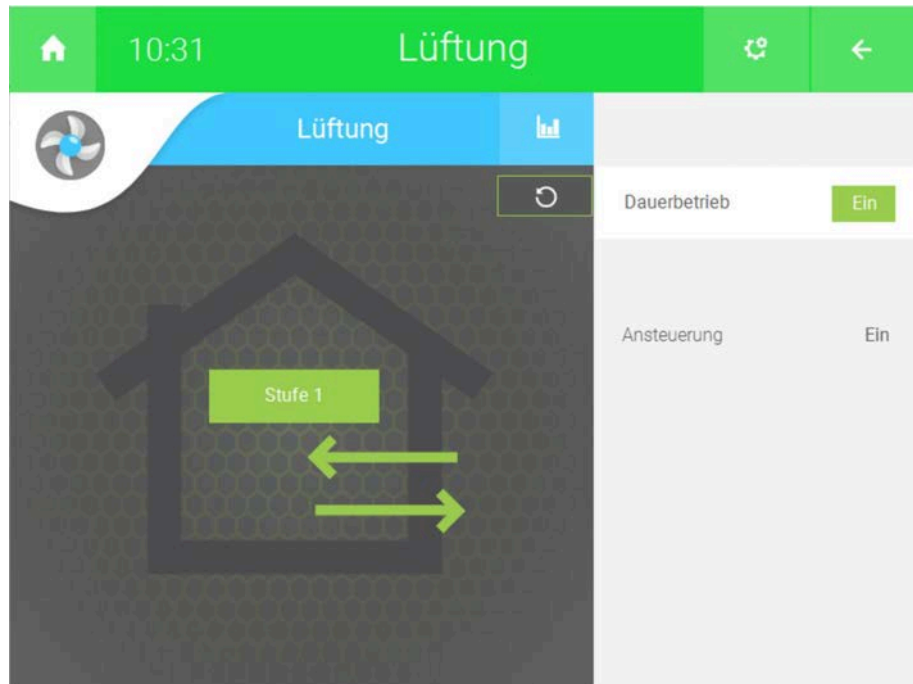 10:31
Lüftung
Lüftung
Dauerbetrieb Ein
Stufe 1
Ansteuerung Ein